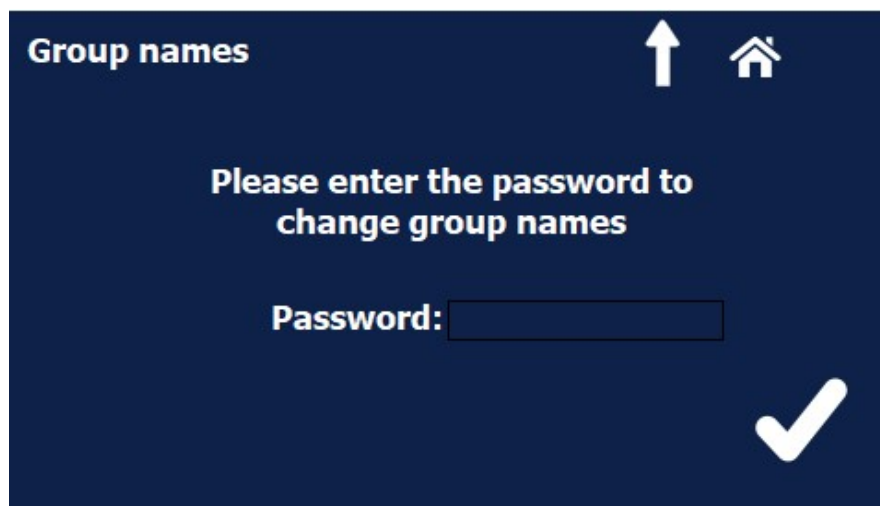 Group names
Please enter the password to
change group names
Password: